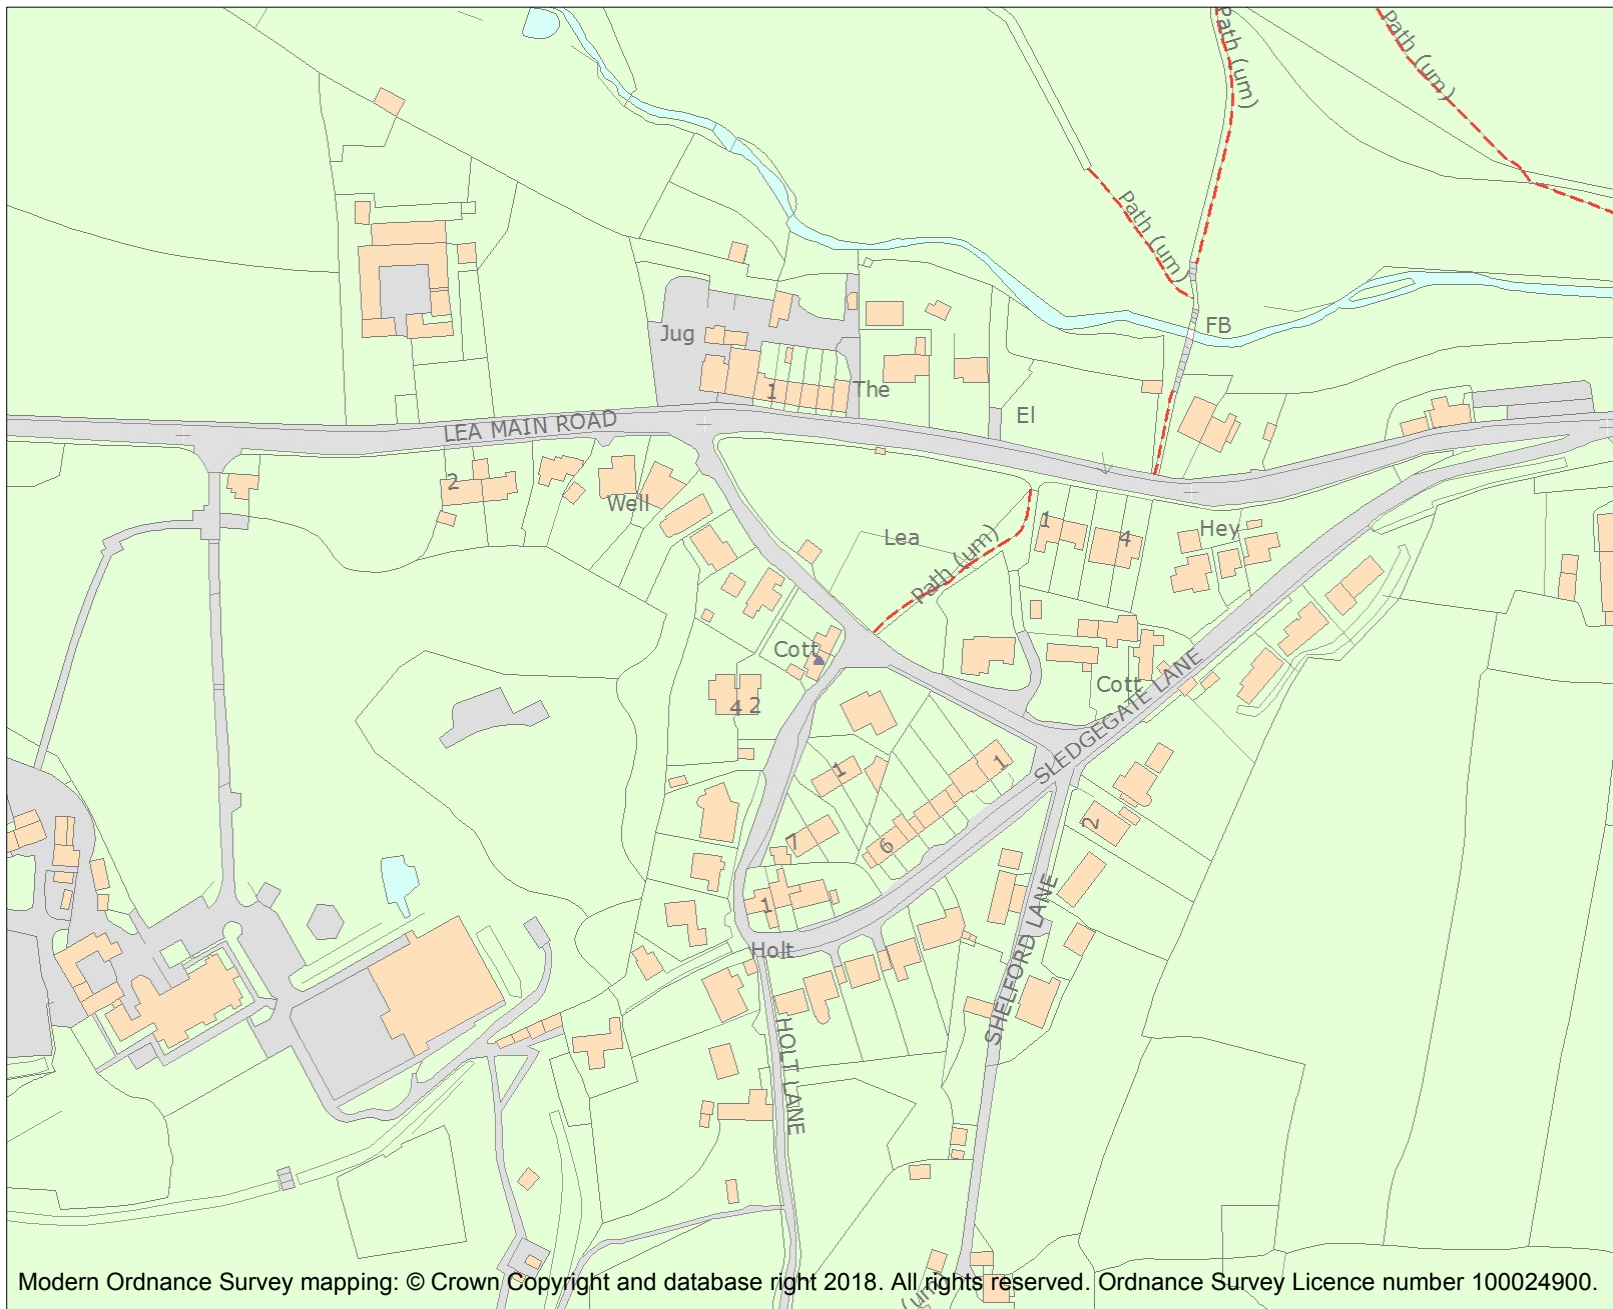 Path (um)
Path (um)
Path (um)
FB
Jug
1
The
El
LEA MAIN ROAD
2
Well
Lea
Path (um)
1
4
Hey
Cott
4 2
Cott
SLEDGEGATE LANE
1
1
7
6
2
1
Holt
SHELFORD LANE
HOLT LANE
(um)
Modern Ordnance Survey mapping: © Crown Copyright and database right 2018. All rights reserved. Ordnance Survey Licence number 100024900.